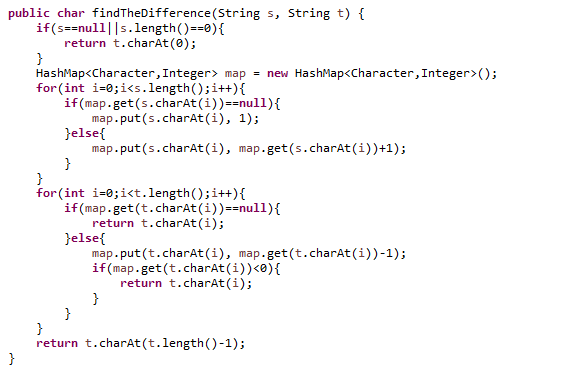 public char findTheDifference(String s, String t) {
    if(s==null||s.length()==0){
        return t.charAt(0);
    }
    HashMap<Character,Integer> map = new HashMap<Character,Integer>();
    for(int i=0;i<s.length();i++){
        if(map.get(s.charAt(i))==null){
            map.put(s.charAt(i), 1);
        }else{
            map.put(s.charAt(i), map.get(s.charAt(i))+1);
        }
    }
    for(int i=0;i<t.length();i++){
        if(map.get(t.charAt(i))==null){
            return t.charAt(i);
        }else{
            map.put(t.charAt(i), map.get(t.charAt(i))-1);
            if(map.get(t.charAt(i))<0){
                return t.charAt(i);
            }
        }
    }
    return t.charAt(t.length()-1);
}